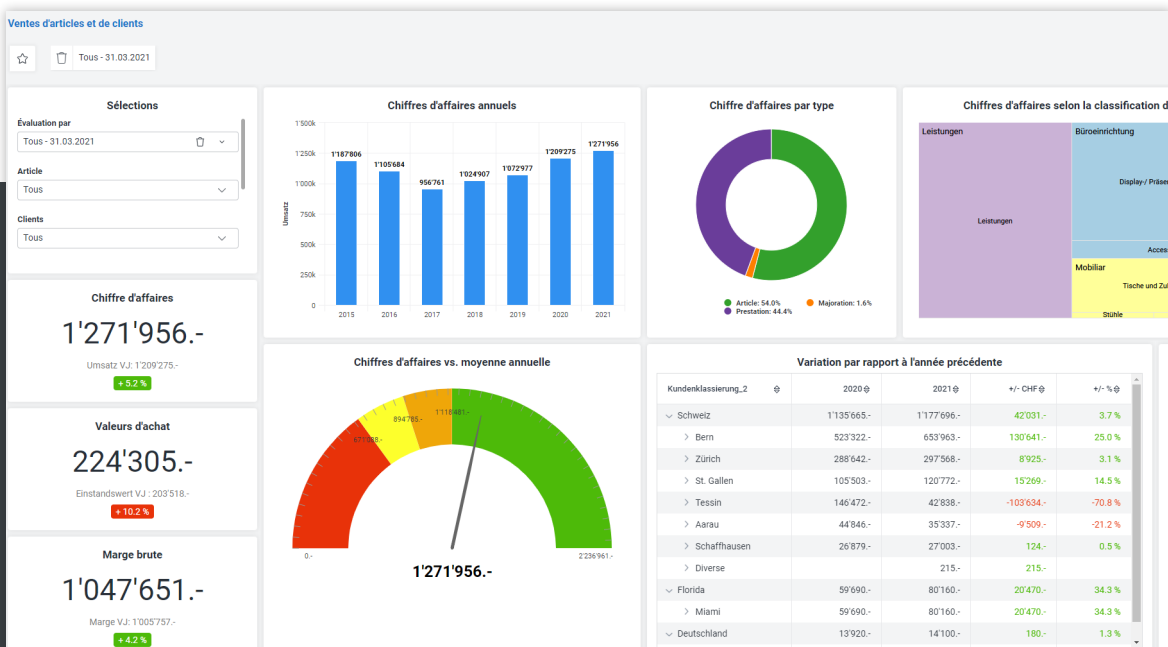 Ventes d'articles et de clients
Tous - 31.03.2021
Sélections
Évaluation par
Tous - 31.03.2021
Article
Tous
Clients
Tous
Chiffre d'affaires
1'271'956.-
Umsatz VJ: 1'209'275.-
+ 5.2 %
Valeurs d'achat
224'305.-
Einstandswert VJ : 203'518.-
+ 10.2 %
Marge brute
1'047'651.-
Marge VJ: 1'005'757.-
+ 4.2 %
Chiffres d'affaires annuels
Umsatz
1'500k
1'250k
1'000k
750k
500k
250k
0
1'187'806
1'105'684
956'761
1'024'907
1'072'977
1'209'275
1'271'956
2015 2016 2017 2018 2019 2020 2021
Chiffre d'affaires par type
Article: 54.0% Majoration: 1.6%
Prestation: 44.4%
Chiffres d'affaires selon la classification d
Leistungen
Leistungen
Büroeinrichtung
Display-/ Präsen
Acces
Mobiliar
Tische und Zul
Stühle
Chiffres d'affaires vs. moyenne annuelle
894'785.-
1'118'481.-
0.-
2'236'961.-
1'271'956.-
Variation par rapport à l'année précédente
Kundenklassierung_2 2020 2021 +/- CHF +/- %
Schweiz 1'135'665.- 1'177'696.- 42'031.- 3.7 %
Bern 523'322.- 653'963.- 130'641.- 25.0 %
Zürich 288'642.- 297'568.- 8'925.- 3.1 %
St. Gallen 105'503.- 120'772.- 15'269.- 14.5 %
Tessin 146'472.- 42'838.- -103'634.- -70.8 %
Aarau 44'846.- 35'337.- -9'509.- -21.2 %
Schaffhausen 26'879.- 27'003.- 124.- 0.5 %
Diverse 215.- 215.-
Florida 59'690.- 80'160.- 20'470.- 34.3 %
Miami 59'690.- 80'160.- 20'470.- 34.3 %
Deutschland 13'920.- 14'100.- 180.- 1.3 %